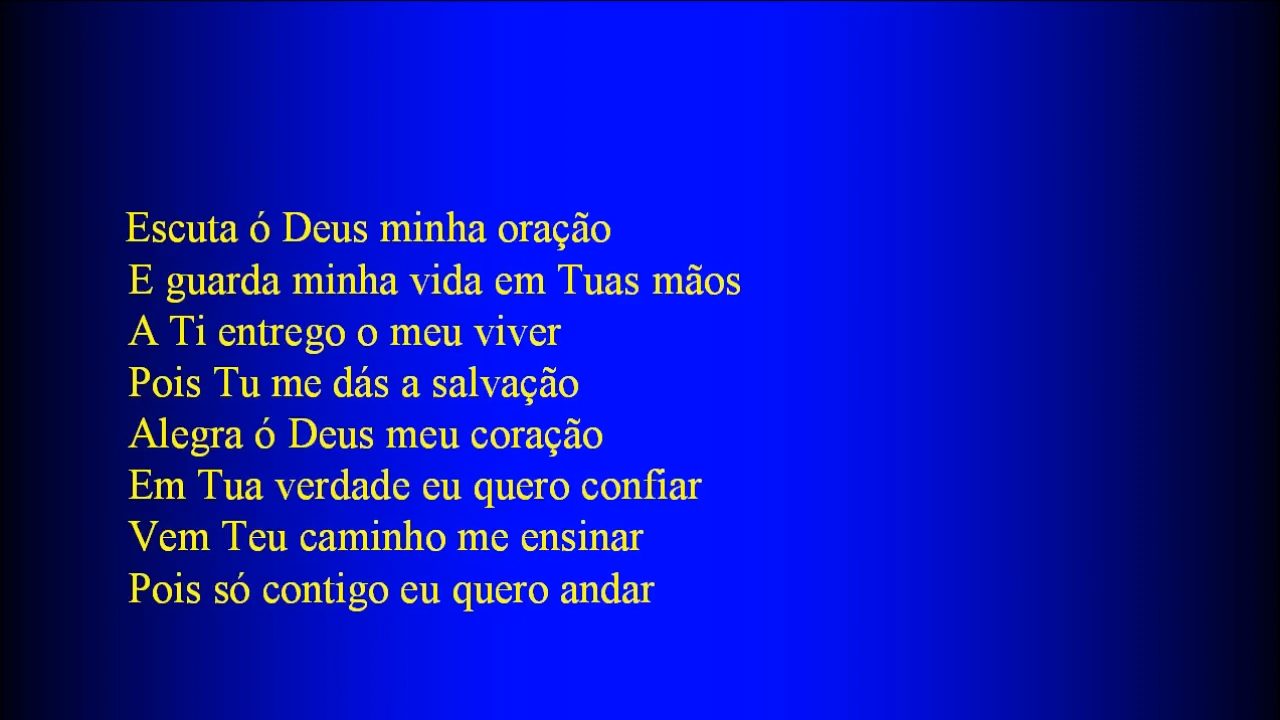 Escuta ó Deus minha oração
E guarda minha vida em Tuas mãos
A Ti entrego o meu viver
Pois Tu me dás a salvação
Alegra ó Deus meu coração
Em Tua verdade eu quero confiar
Vem Teu caminho me ensinar
Pois só contigo eu quero andar